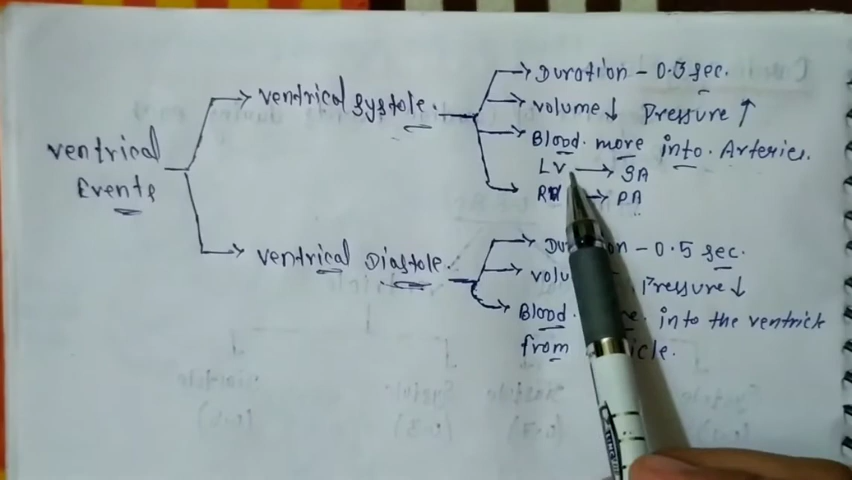 ventrical
Events
ventrical systole.
Duration - 0.3 sec.
volume ↓ Pressure ↑
Blood. more into. Arteries.
LV → SA
→ PA
ventrical Diastole.
- 0.5 sec.
Pressure ↓
Blood. into the ventrick
from